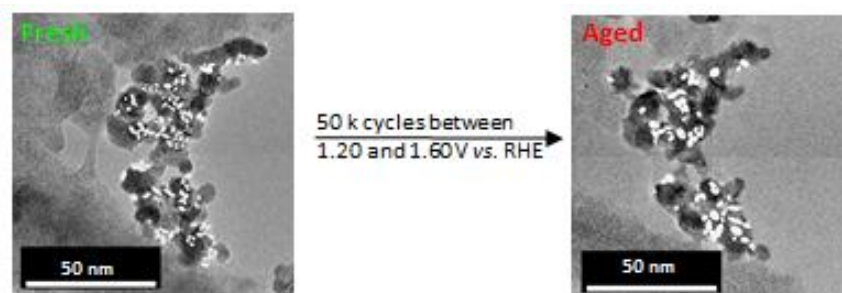 Fresh
50 k cycles between
1.20 and 1.60V vs. RHE
Aged
50 nm
50 nm